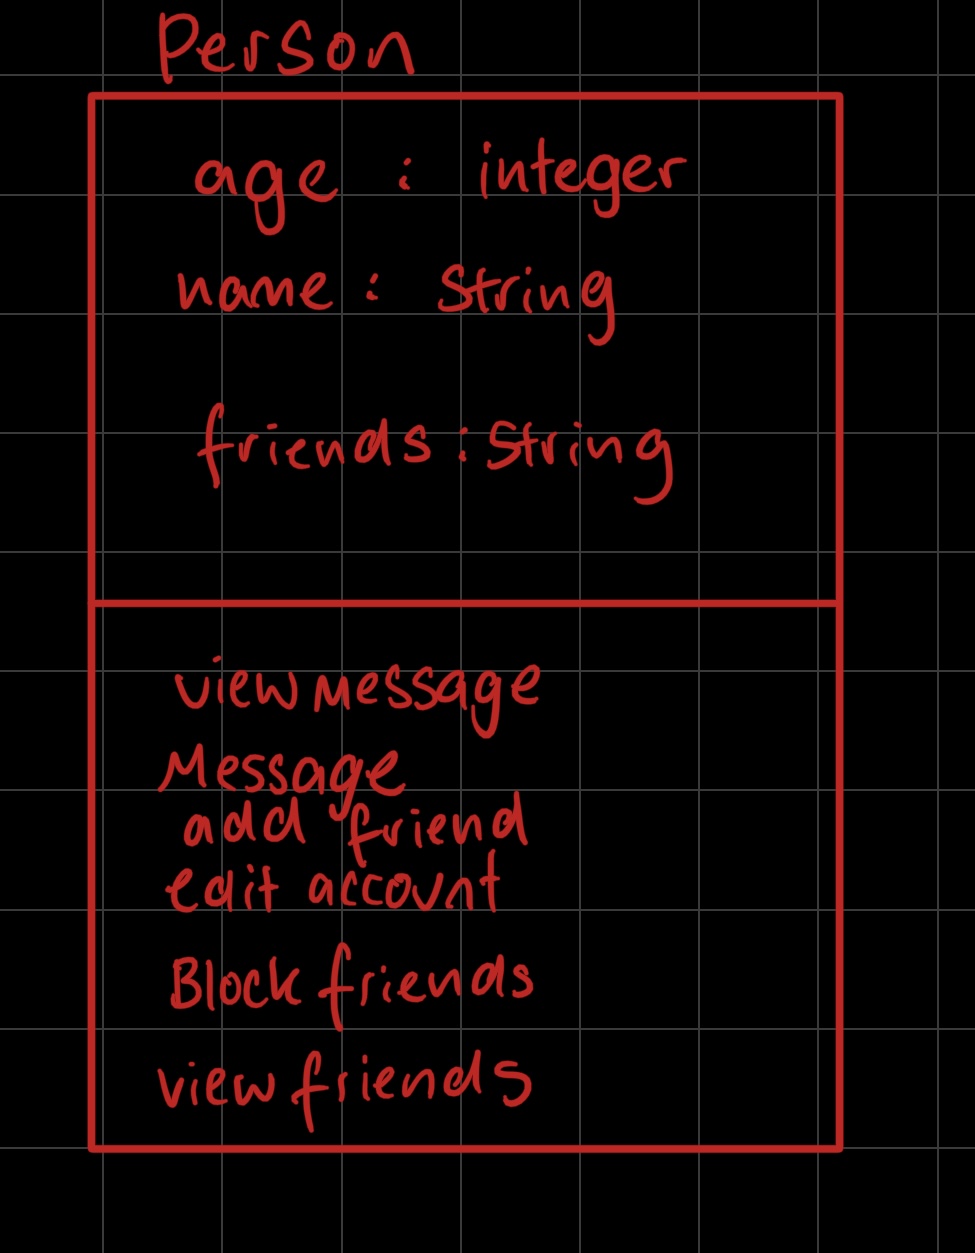 Person
age : integer
name : String
friends : String
view Message
Message
add friend
edit account
Block friends
view friends